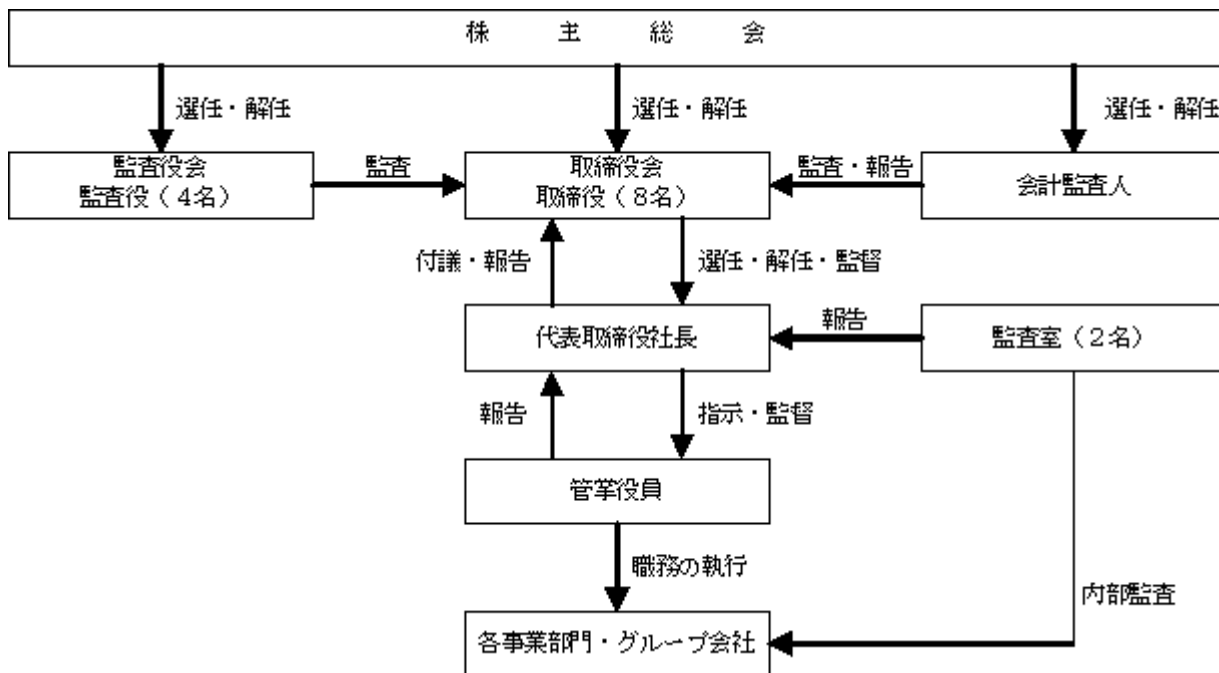 株主総会
選任・解任
選任・解任
選任・解任
監査役会
監査役（4名）
監査
取締役会
取締役（8名）
監査・報告
会計監査人
付議・報告
選任・解任・監督
代表取締役社長
報告
監査室（２名）
報告
指示・監督
管掌役員
職務の執行
内部監査
各事業部門・グループ会社